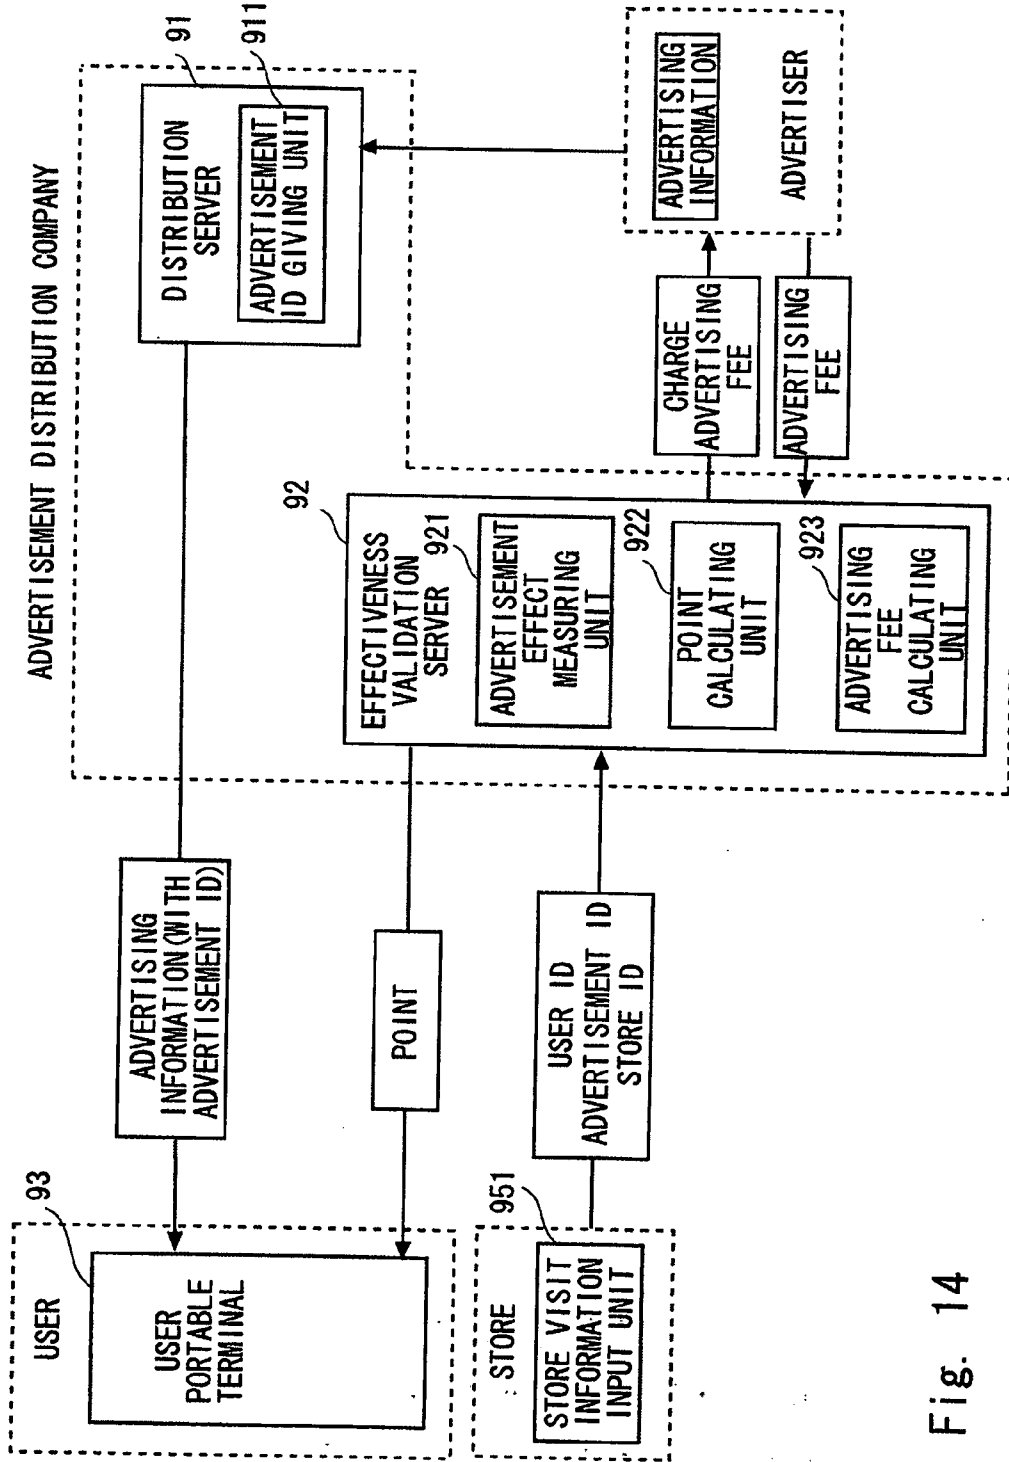 ADVERTISEMENT DISTRIBUTION COMPANY
USER
93
USER
PORTABLE
TERMINAL
ADVERTISING
INFORMATION(WITH
ADVERTISEMENT ID)
91
DISTRIBUTION
SERVER
911
ADVERTISEMENT
ID GIVING UNIT
POINT
92
EFFECTIVENESS
VALIDATION
SERVER
921
ADVERTISEMENT
EFFECT
MEASURING
UNIT
922
POINT
CALCULATING
UNIT
923
ADVERTISING
FEE
CALCULATING
UNIT
STORE
951
STORE VISIT
INFORMATION
INPUT UNIT
USER ID
ADVERTISEMENT ID
STORE ID
CHARGE
ADVERTISING
FEE
ADVERTISING
FEE
ADVERTISING
INFORMATION
ADVERTISER
Fig. 14